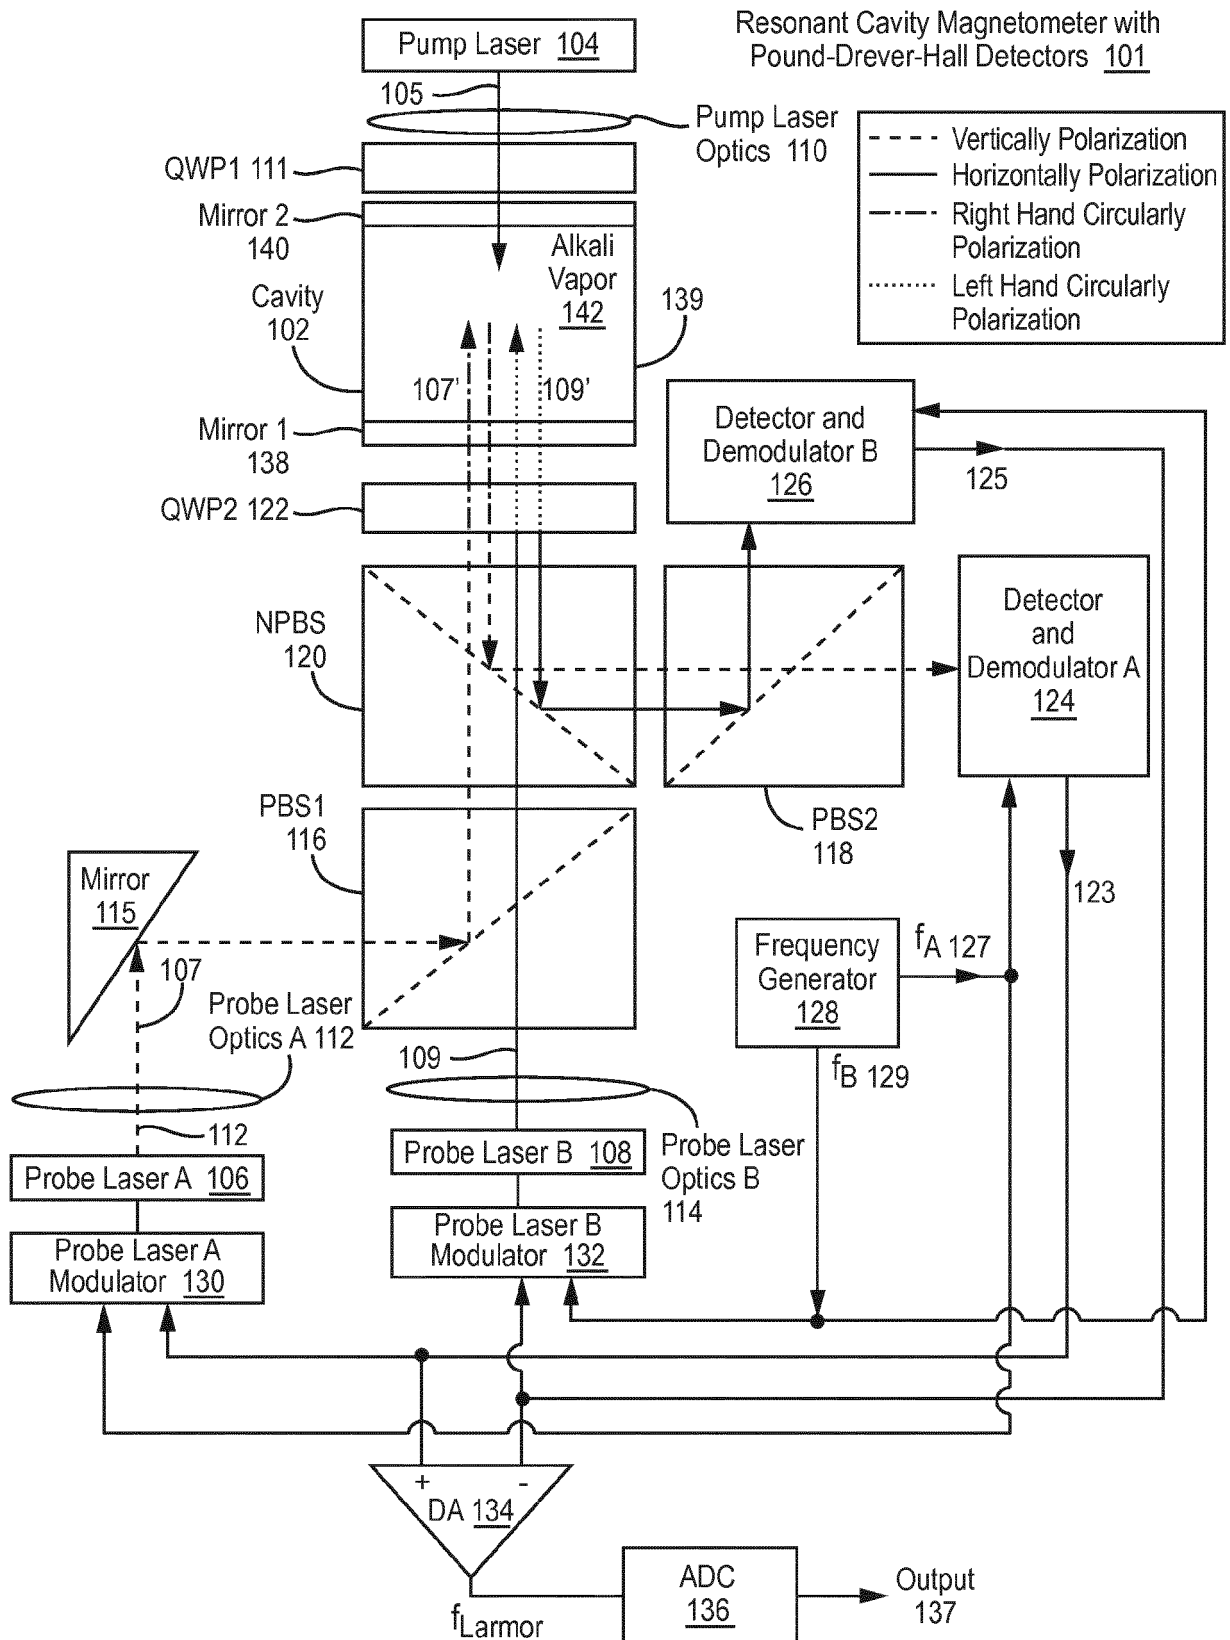 Resonant Cavity Magnetometer with
Pound-Drever-Hall Detectors 101
Pump Laser 104
105
Pump Laser
Optics 110
QWP1 111
Mirror 2
140
Alkali
Vapor
142
Cavity
102
139
107'
109'
Mirror 1
138
QWP2 122
Vertically Polarization
Horizontally Polarization
Right Hand Circularly
Polarization
Left Hand Circularly
Polarization
Detector and
Demodulator B
126
125
NPBS
120
Detector
and
Demodulator A
124
PBS1
116
PBS2
118
123
Mirror
115
107
Probe Laser
Optics A 112
Frequency
Generator
128
fA 127
fB 129
109
112
Probe Laser A 106
Probe Laser B 108
Probe Laser
Optics B
114
Probe Laser A
Modulator 130
Probe Laser B
Modulator 132
+
-
DA 134
fLarmor
ADC
136
Output
137